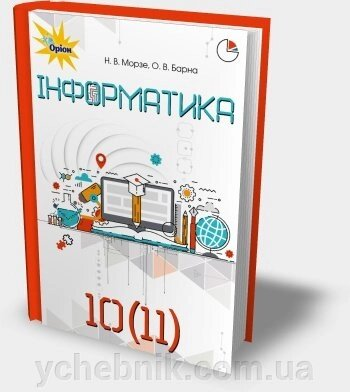 Оріон
Н. В. Морзе, О. В. Барна
ІНФОРМАТИКА
10(11)
ychebnik.com.ua